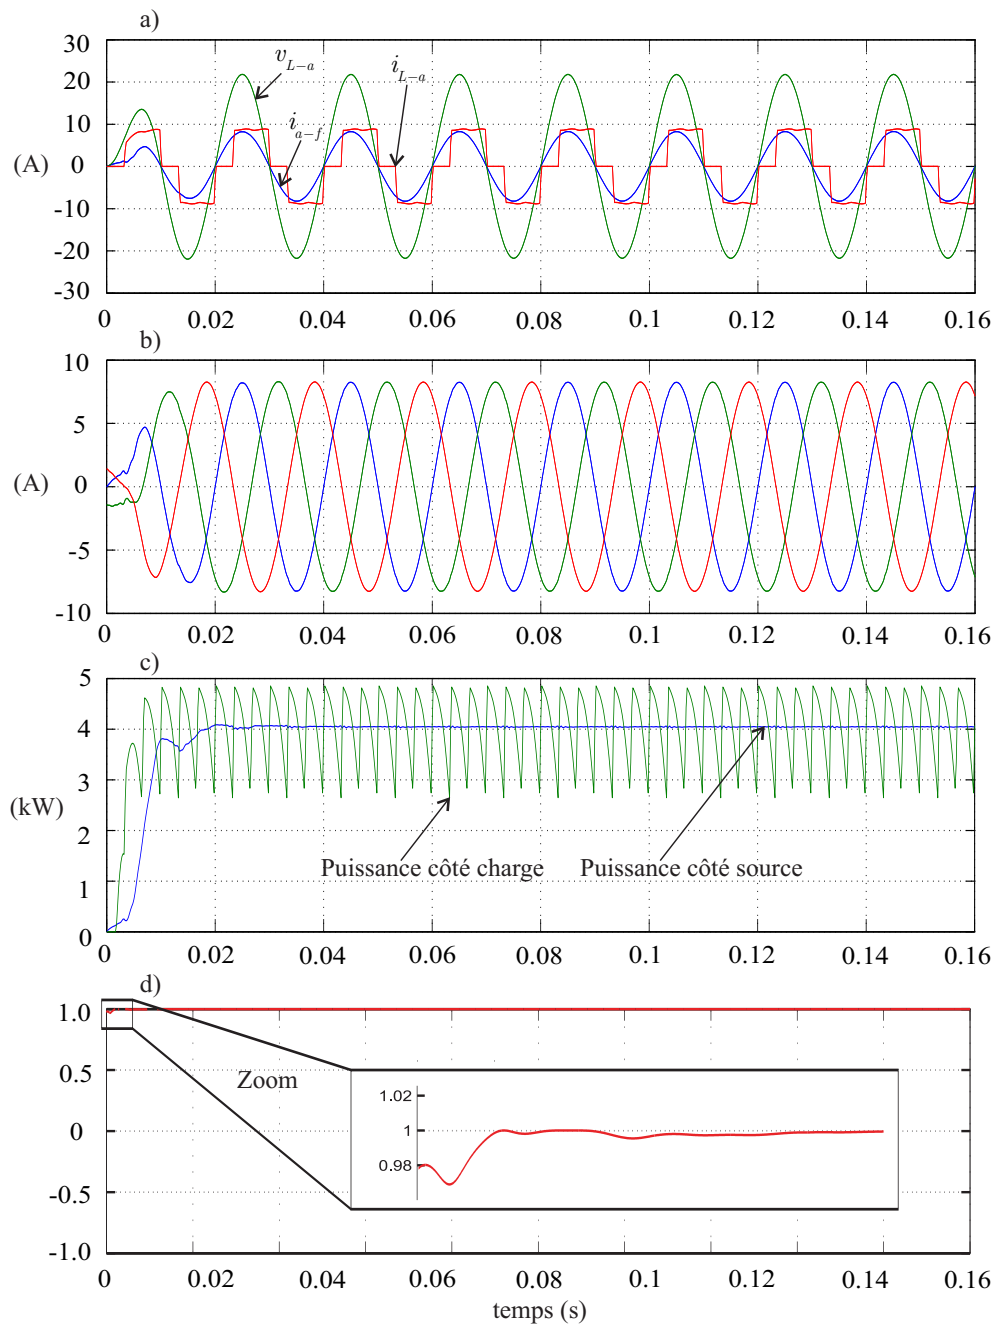 a)
30
20
10
0
-10
-20
-30
(A)
v_{L-a}
i_{L-a}
i_{a-f}
0 0.02 0.04 0.06 0.08 0.1 0.12 0.14 0.16
b)
10
5
0
-5
-10
(A)
0 0.02 0.04 0.06 0.08 0.1 0.12 0.14 0.16
c)
5
4
3
2
1
0
(kW)
Puissance côté charge
Puissance côté source
0 0.02 0.04 0.06 0.08 0.1 0.12 0.14 0.16
d)
1.0
0.5
0
-0.5
-1.0
Zoom
1.02
1
0.98
0 0.02 0.04 0.06 0.08 0.1 0.12 0.14 0.16
temps (s)